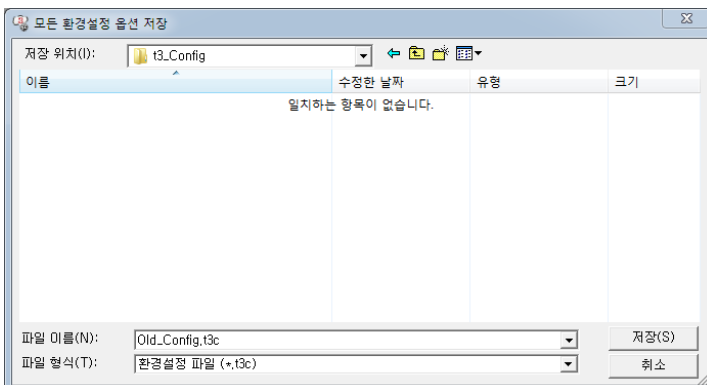 모든 환경설정 옵션 저장
저장 위치(I): t3_Config
이름 수정한 날짜 유형 크기
일치하는 항목이 없습니다.
파일 이름(N): Old_Config.t3c 저장(S)
파일 형식(T): 환경설정 파일 (*.t3c) 취소